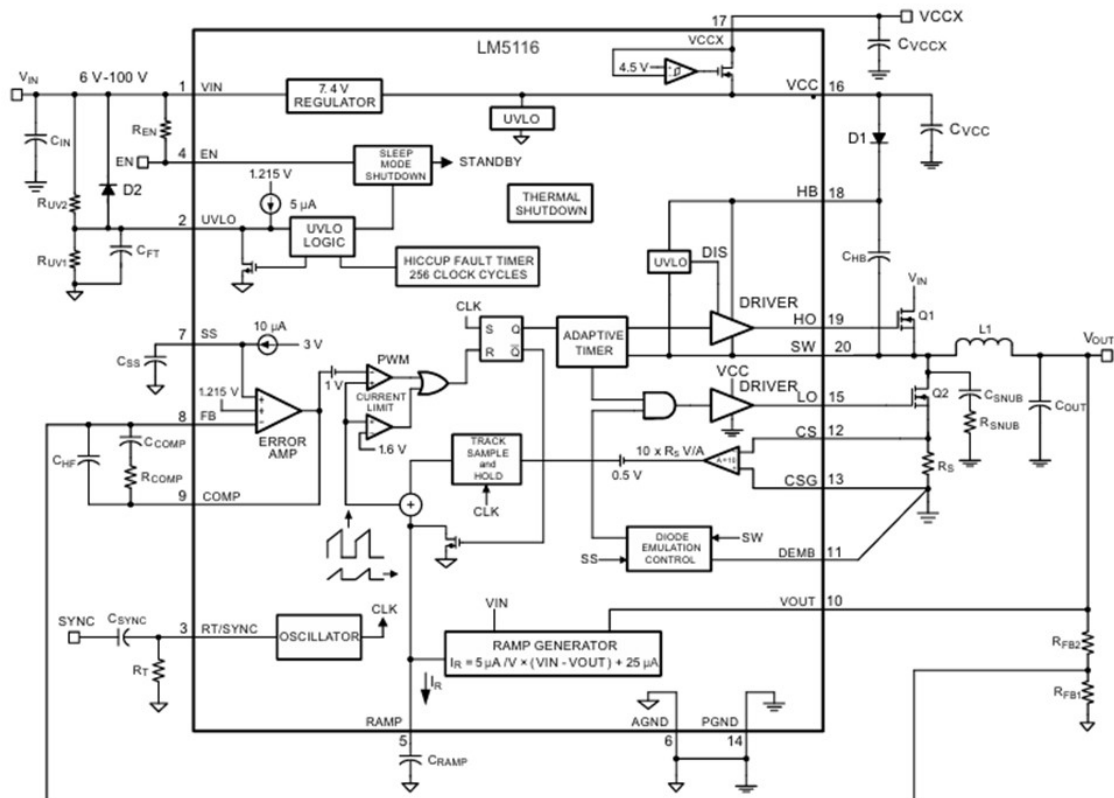 17
VCCX
LM5116
VCCX
CVCCX
4.5 V
VIN
6 V-100 V
1
VIN
7.4 V
REGULATOR
VCC
16
UVLO
CIN
REN
D1
CVCC
EN
4
EN
SLEEP
MODE
SHUTDOWN
STANDBY
1.215 V
D2
THERMAL
SHUTDOWN
HB
18
5 µA
RUV2
2
UVLO
UVLO
LOGIC
DIS
CHB
RUV1
CFT
UVLO
HICCUP FAULT TIMER
256 CLOCK CYCLES
VIN
CLK
DRIVER
HO
19
Q1
7
SS
10 µA
S
Q
ADAPTIVE
TIMER
L1
VOUT
3 V
R
Q
SW
20
CSS
PWM
VCC
1 V
DRIVER
Q2
CSNUB
COUT
1.215 V
CURRENT
LIMIT
LO
15
8
FB
ERROR
AMP
RSNUB
CCOMP
1.6 V
TRACK
SAMPLE
and
HOLD
10 x RS V/A
A=10
CS
12
CHF
RCOMP
0.5 V
RS
9
COMP
CSG
13
CLK
DIODE
EMULATION
CONTROL
SW
SS
DEMB
11
VIN
VOUT
10
SYNC
CSYNC
3
RT/SYNC
OSCILLATOR
CLK
RAMP GENERATOR
IR = 5 µA /V × ( VIN - VOUT ) + 25 µA
RFB2
RT
IR
RFB1
RAMP
AGND
PGND
5
6
14
CRAMP